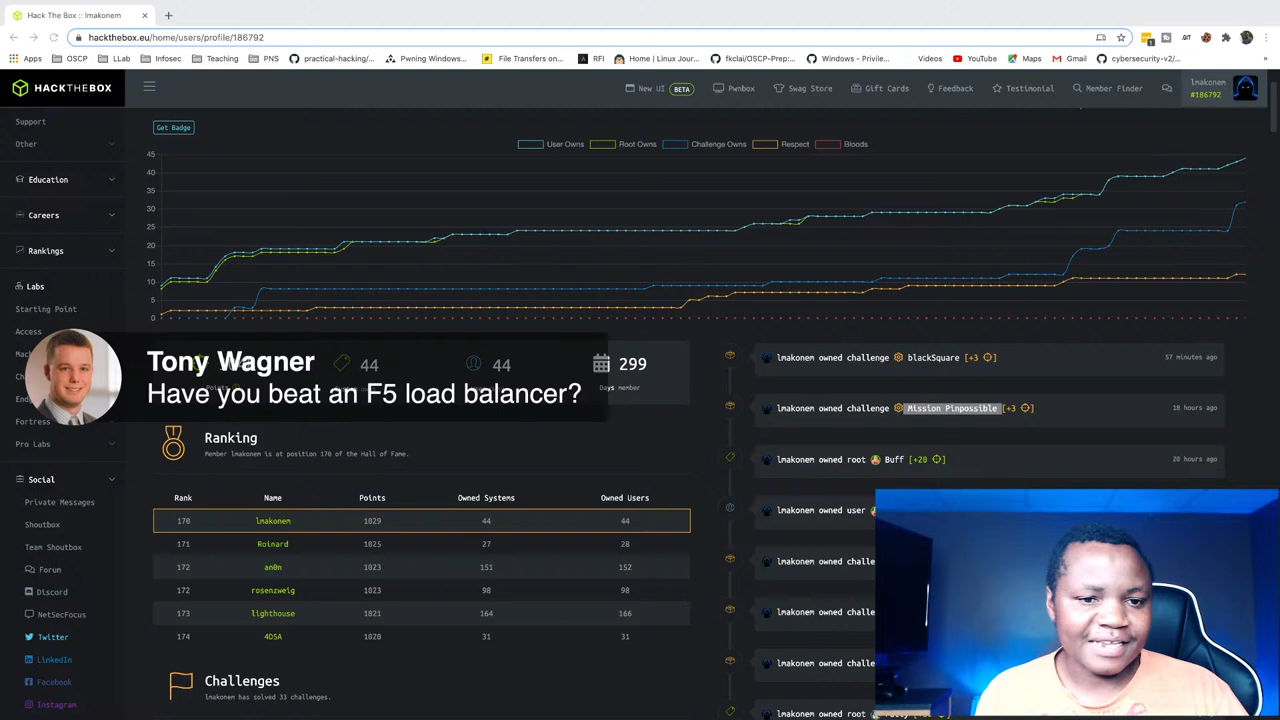 Hack The Box :: lmakonem
hackthebox.eu/home/users/profile/186792
Apps
OSCP
LLab
Infosec
Teaching
PNS
practical-hacking/...
Pwning Windows...
File Transfers on...
RFI
Home | Linux Jour...
fkclai/OSCP-Prep:...
Windows - Privile...
Videos
YouTube
Maps
Gmail
cybersecurity-v2/...
HACKTHEBOX
New UI BETA
Pwnbox
Swag Store
Gift Cards
Feedback
Testimonial
Member Finder
lmakonem
#186792
Support
Other
Education
Careers
Rankings
Labs
Starting Point
Access
Fortress
Pro Labs
Social
Private Messages
Shoutbox
Team Shoutbox
Forum
Discord
NetSecFocus
Twitter
LinkedIn
Facebook
Instagram
Get Badge
User Owns
Root Owns
Challenge Owns
Respect
Bloods
45
40
35
30
25
20
15
10
5
0
Tony Wagner
Have you beat an F5 load balancer?
Points
44
44
299
Days member
Ranking
Member lmakonem is at position 170 of the Hall of Fame.
Rank Name Points Owned Systems Owned Users
170 lmakonem 1029 44 44
171 Roinard 1025 27 28
172 an0n 1023 151 152
172 rosenzweig 1023 98 98
173 lighthouse 1021 164 166
174 4OSA 1020 31 31
Challenges
lmakonem has solved 33 challenges.
lmakonem owned challenge blackSquare [+3 ]
57 minutes ago
lmakonem owned challenge Mission Pinpossible [+3 ]
18 hours ago
lmakonem owned root Buff [+20 ]
20 hours ago
lmakonem owned user
lmakonem owned challe
lmakonem owned challe
lmakonem owned challe
lmakonem owned root